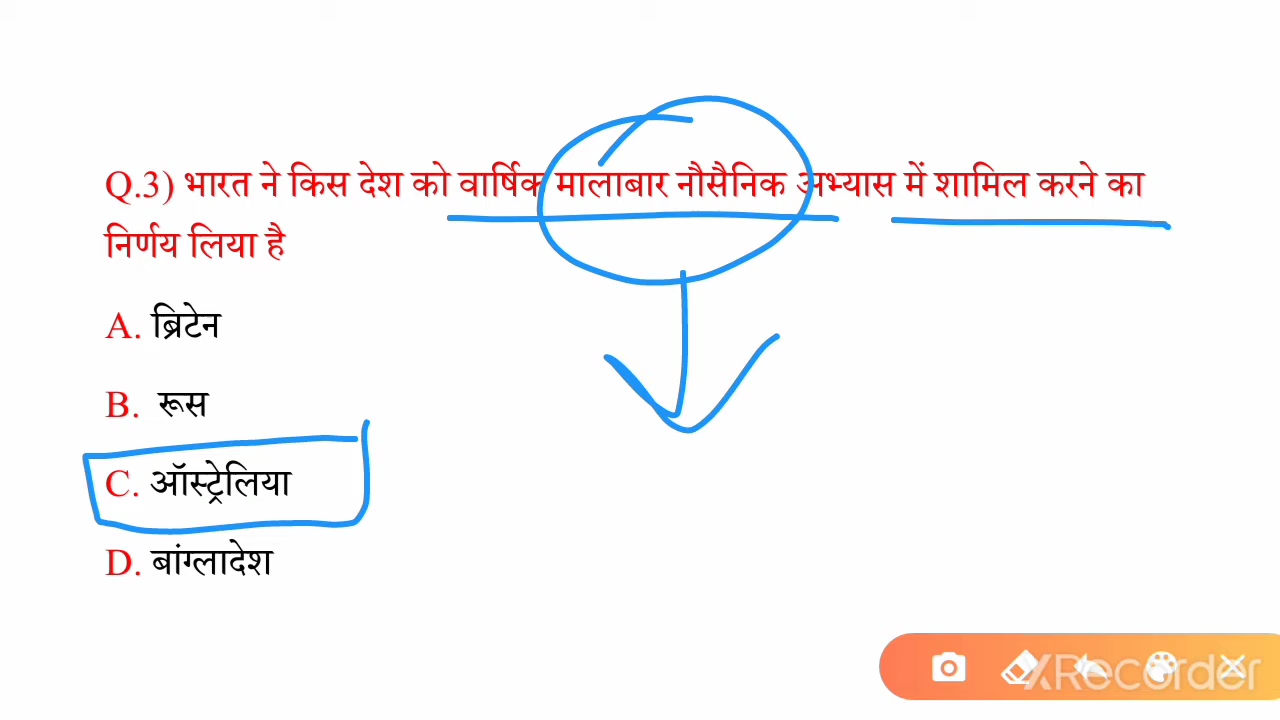 Q.3) भारत ने किस देश को वार्षिक मालाबार नौसैनिक अभ्यास में शामिल करने का
निर्णय लिया है
A. ब्रिटेन
B. रूस
C. ऑस्ट्रेलिया
D. बांग्लादेश
XRecorder